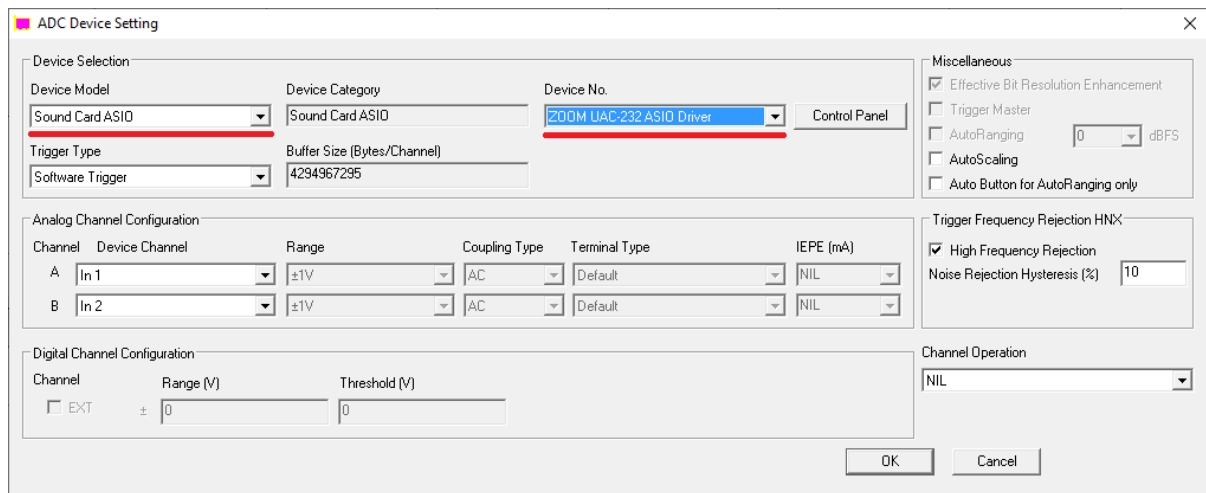 ADC Device Setting
Device Selection
Device Model
Device Category
Device No.
Sound Card ASIO
Sound Card ASIO
ZOOM UAC-232 ASIO Driver
Control Panel
Trigger Type
Buffer Size (Bytes/Channel)
Software Trigger
4294967295
Miscellaneous
Effective Bit Resolution Enhancement
Trigger Master
AutoRanging
0
dBFS
AutoScaling
Auto Button for AutoRanging only
Analog Channel Configuration
Channel
Device Channel
Range
Coupling Type
Terminal Type
IEPE (mA)
A
In 1
±1V
AC
Default
NIL
B
In 2
±1V
AC
Default
NIL
Trigger Frequency Rejection HNX
High Frequency Rejection
Noise Rejection Hysteresis (%)
10
Digital Channel Configuration
Channel
Range (V)
Threshold (V)
EXT
±
0
0
Channel Operation
NIL
OK
Cancel